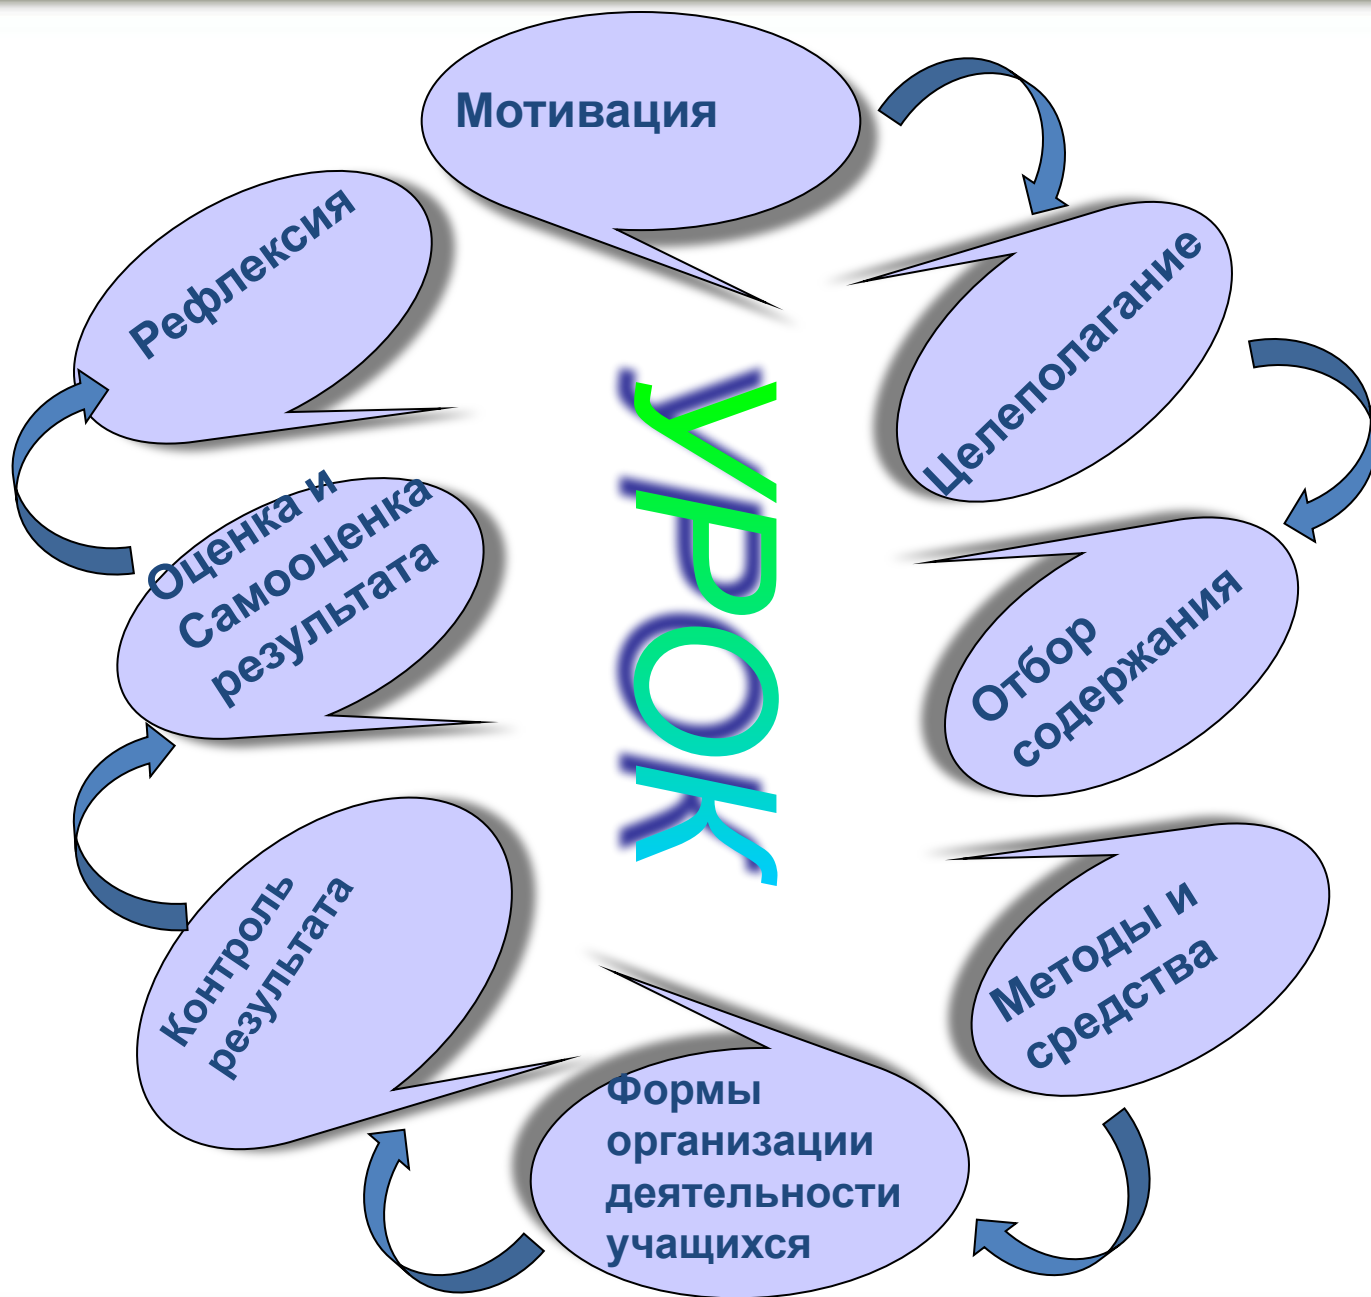 Мотивация
Целеполагание
Отбор
содержания
Методы и
средства
Формы
организации
деятельности
учащихся
Контроль
результата
Оценка и
Самооценка
результата
Рефлексия
УРОК